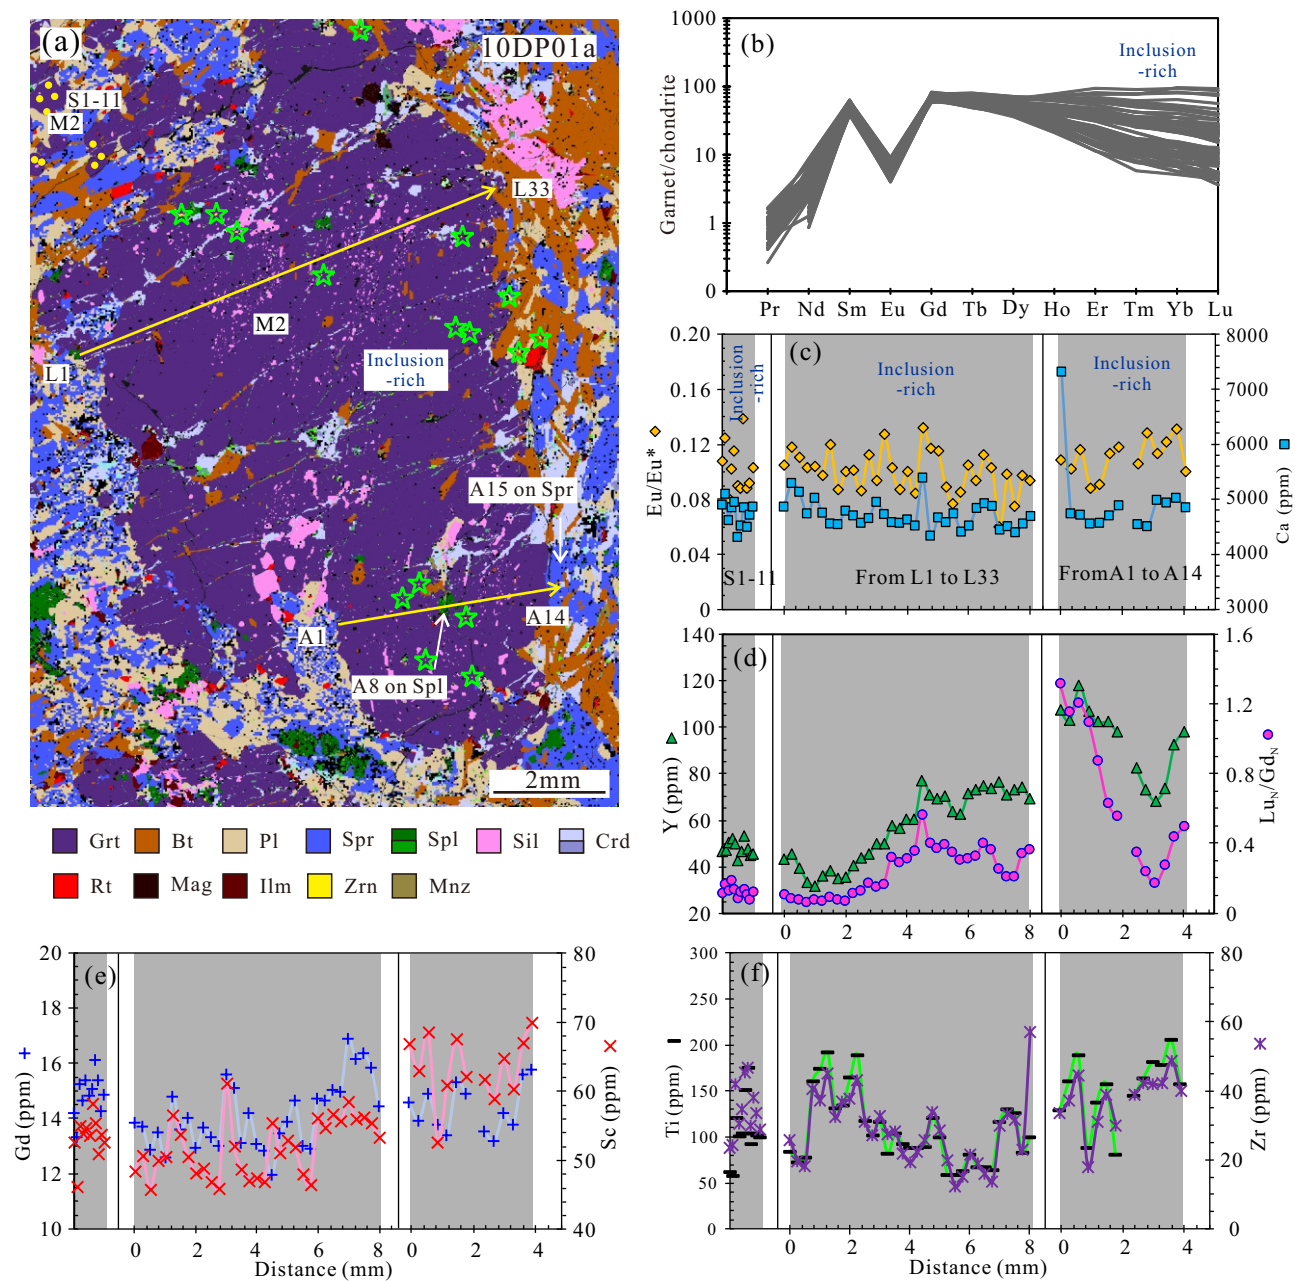 (a)
10DP01a
S1-11
M2
L33
M2
L1
Inclusion
-rich
A15 on Spr
A1
A14
A8 on Spl
2mm
Grt
Bt
Pl
Spr
Spl
Sil
Crd
Rt
Mag
Ilm
Zrn
Mnz
(b)
Inclusion
-rich
Garnet/chondrite
1000
100
10
1
0
Pr Nd Sm Eu Gd Tb Dy Ho Er Tm Yb Lu
(c)
Inclusion
-rich
Inclusion
-rich
Inclusion
-rich
Eu/Eu*
0.20
0.16
0.12
0.08
0.04
0
Ca (ppm)
8000
7000
6000
5000
4000
3000
S1-11
From L1 to L33
FromA1 to A14
(d)
Y (ppm)
140
120
100
80
60
40
20
LuN/GdN
1.6
1.2
0.8
0.4
0
0 2 4 6 8 0 2 4
Distance (mm)
(e)
Gd (ppm)
20
18
16
14
12
10
Sc (ppm)
80
70
60
50
40
0 2 4 6 8 0 2 4
Distance (mm)
(f)
Ti (ppm)
300
250
200
150
100
50
0
Zr (ppm)
80
60
40
20
0
0 2 4 6 8 0 2 4
Distance (mm)